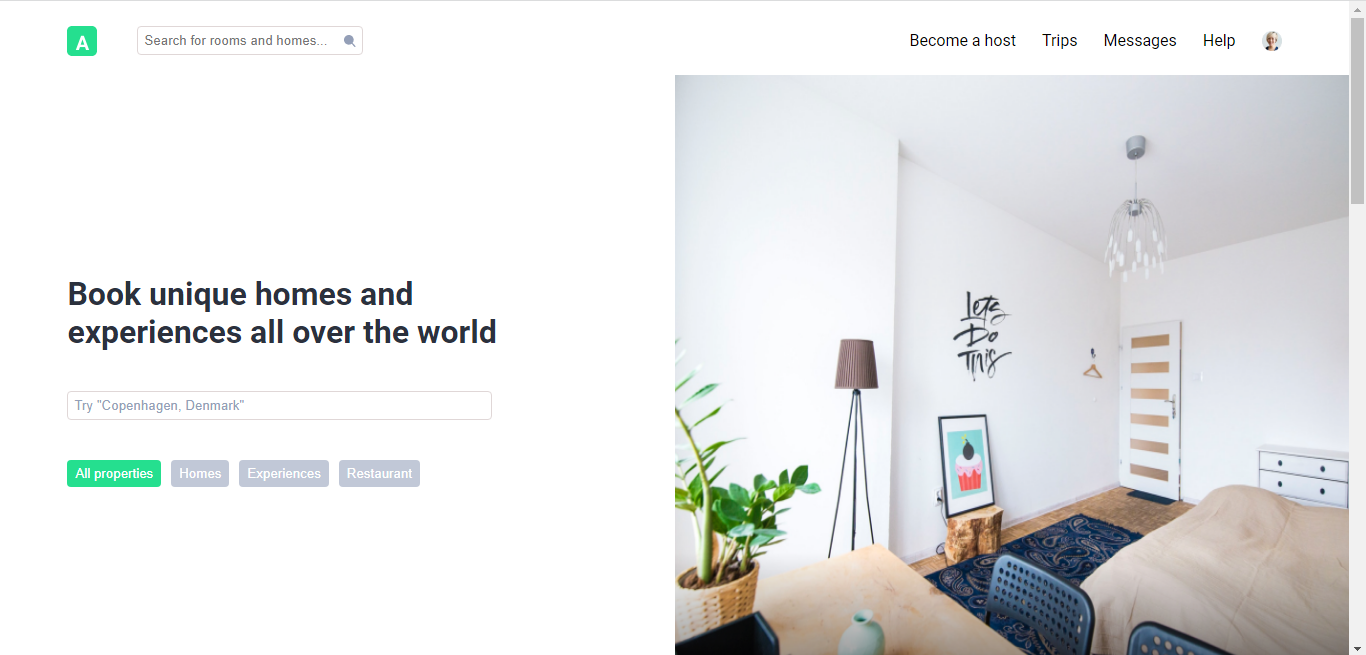 A
Search for rooms and homes...
Become a host
Trips
Messages
Help
Book unique homes and
experiences all over the world
Try "Copenhagen, Denmark"
All properties
Homes
Experiences
Restaurant
Lets
Do
This